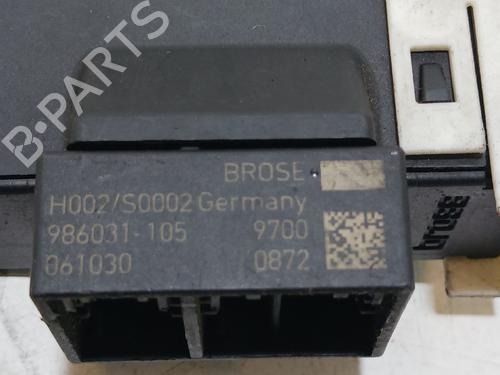 B-PARTS
BROSE
H002/S0002 Germany
986031-105 9700
061030 0872
brose